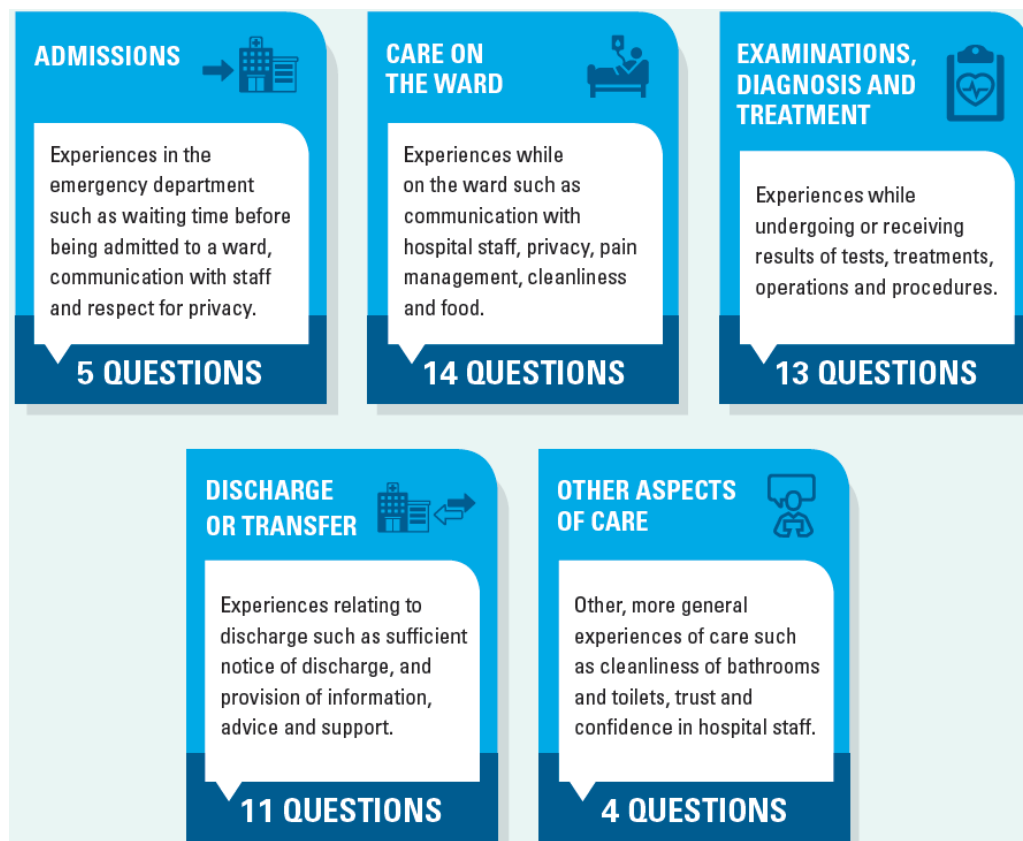 ADMISSIONS
Experiences in the
emergency department
such as waiting time before
being admitted to a ward,
communication with staff
and respect for privacy.
5 QUESTIONS
CARE ON
THE WARD
Experiences while
on the ward such as
communication with
hospital staff, privacy, pain
management, cleanliness
and food.
14 QUESTIONS
EXAMINATIONS,
DIAGNOSIS AND
TREATMENT
Experiences while
undergoing or receiving
results of tests, treatments,
operations and procedures.
13 QUESTIONS
DISCHARGE
OR TRANSFER
Experiences relating to
discharge such as sufficient
notice of discharge, and
provision of information,
advice and support.
11 QUESTIONS
OTHER ASPECTS
OF CARE
Other, more general
experiences of care such
as cleanliness of bathrooms
and toilets, trust and
confidence in hospital staff.
4 QUESTIONS